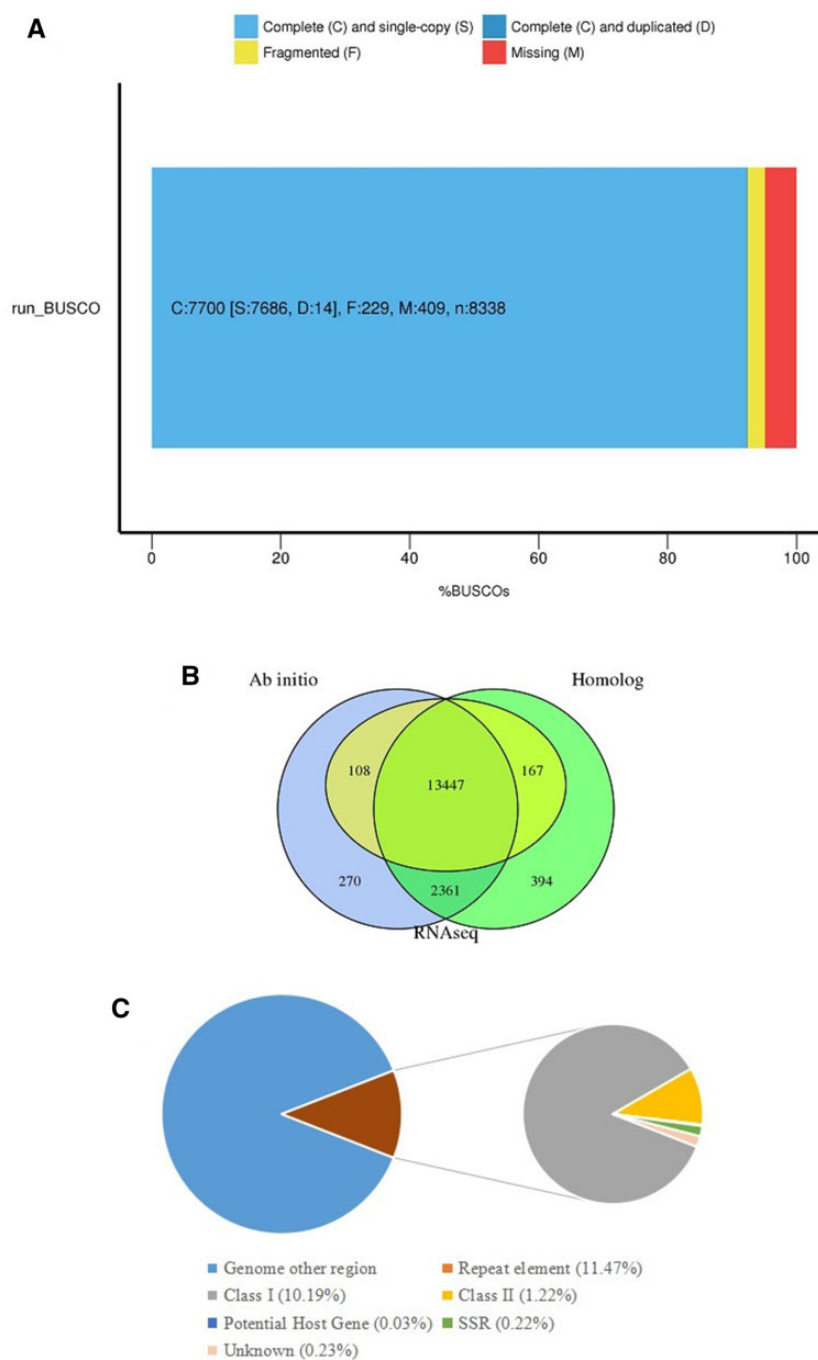 A
Complete (C) and single-copy (S) Complete (C) and duplicated (D)
Fragmented (F) Missing (M)
run_BUSCO
C:7700 [S:7686, D:14], F:229, M:409, n:8338
0 20 40 60 80 100
%BUSCOs
B
Ab initio Homolog
108 13447 167
270 2361 394
RNAseq
C
Genome other region Repeat element (11.47%)
Class I (10.19%) Class II (1.22%)
Potential Host Gene (0.03%) SSR (0.22%)
Unknown (0.23%)